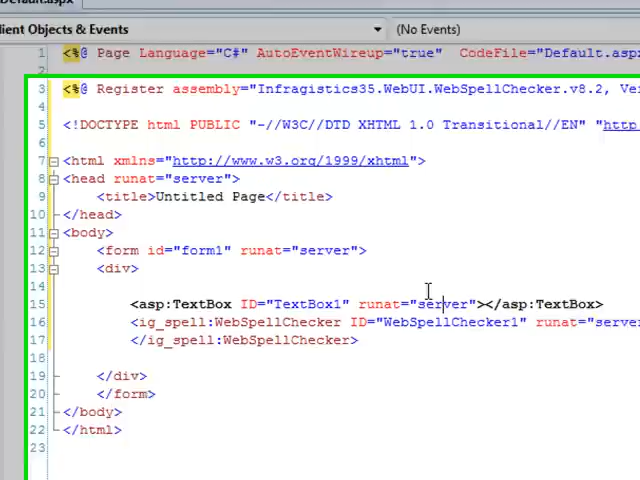 Default.aspx
lient Objects & Events
(No Events)
1 <%@ Page Language="C#" AutoEventWireup="true" CodeFile="Default.aspx
2
3 <%@ Register assembly="Infragistics35.WebUI.WebSpellChecker.v8.2, Ver
4
5 <!DOCTYPE html PUBLIC "-//W3C//DTD XHTML 1.0 Transitional//EN" "http
6
7 <html xmlns="http://www.w3.org/1999/xhtml">
8 <head runat="server">
9 <title>Untitled Page</title>
10 </head>
11 <body>
12 <form id="form1" runat="server">
13 <div>
14
15 <asp:TextBox ID="TextBox1" runat="server"></asp:TextBox>
16 <ig_spell:WebSpellChecker ID="WebSpellChecker1" runat="server
17 </ig_spell:WebSpellChecker>
18
19 </div>
20 </form>
21 </body>
22 </html>
23